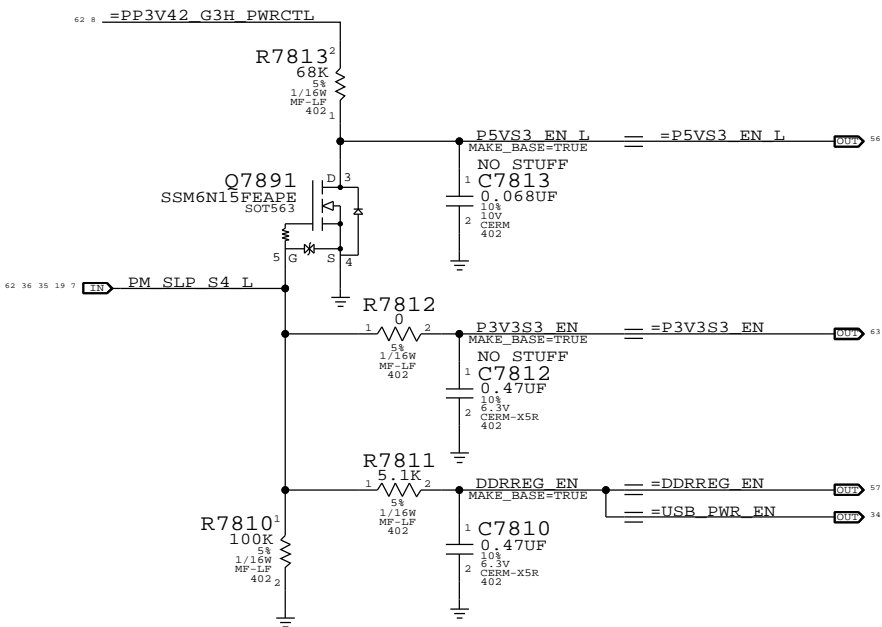 62 8 =PP3V42_G3H_PWRCTL
R7813 2
68K
5%
1/16W
MF-LF
402 1
P5VS3_EN_L =P5VS3_EN_L OUT 56
MAKE_BASE=TRUE
NO STUFF
1 C7813
0.068UF
10%
10V
2 CERM
402
Q7891 D 3
SSM6N15FEAPE
SOT563
5 G S 4
62 36 35 19 7 IN PM_SLP_S4_L
R7812
0
1 2
5%
1/16W
MF-LF
402
P3V3S3_EN =P3V3S3_EN OUT 63
MAKE_BASE=TRUE
NO STUFF
1 C7812
0.47UF
10%
6.3V
2 CERM-X5R
402
R7811
5.1K
1 2
5%
1/16W
MF-LF
402
DDRREG_EN =DDRREG_EN OUT 57
MAKE_BASE=TRUE
=USB_PWR_EN OUT 34
R7810 1
100K
5%
1/16W
MF-LF
402 2
1 C7810
0.47UF
10%
6.3V
2 CERM-X5R
402